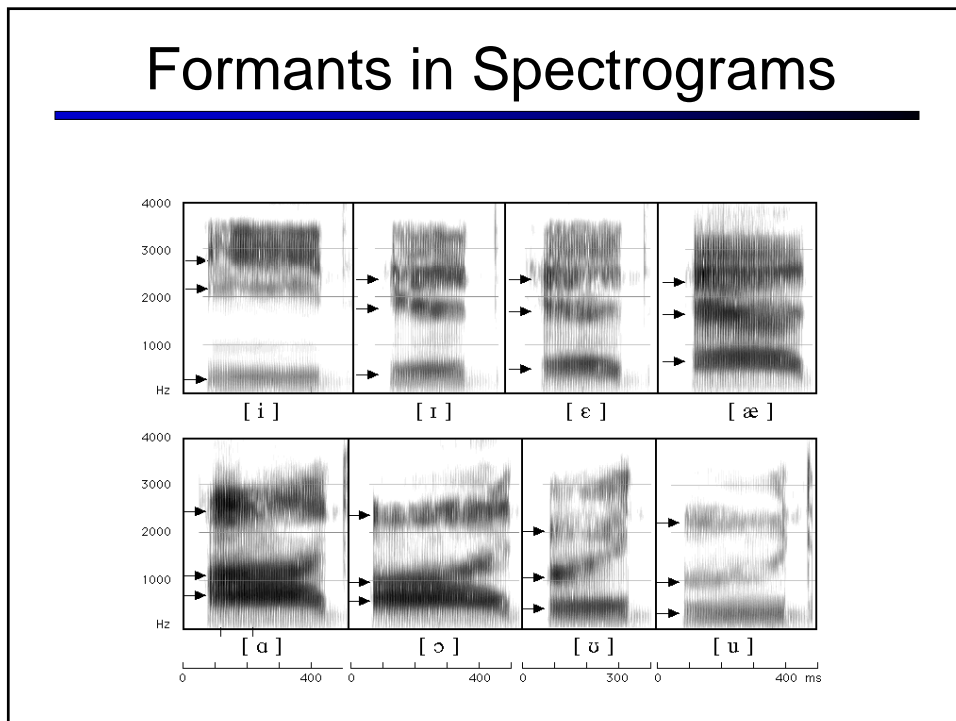 Formants in Spectrograms
4000
3000
2000
1000
Hz
[ i ] [ ɪ ] [ ɛ ] [ æ ]
4000
3000
2000
1000
Hz
[ ɑ ] [ ɔ ] [ ʊ ] [ u ]
0 400 0 400 0 300 0 400 ms